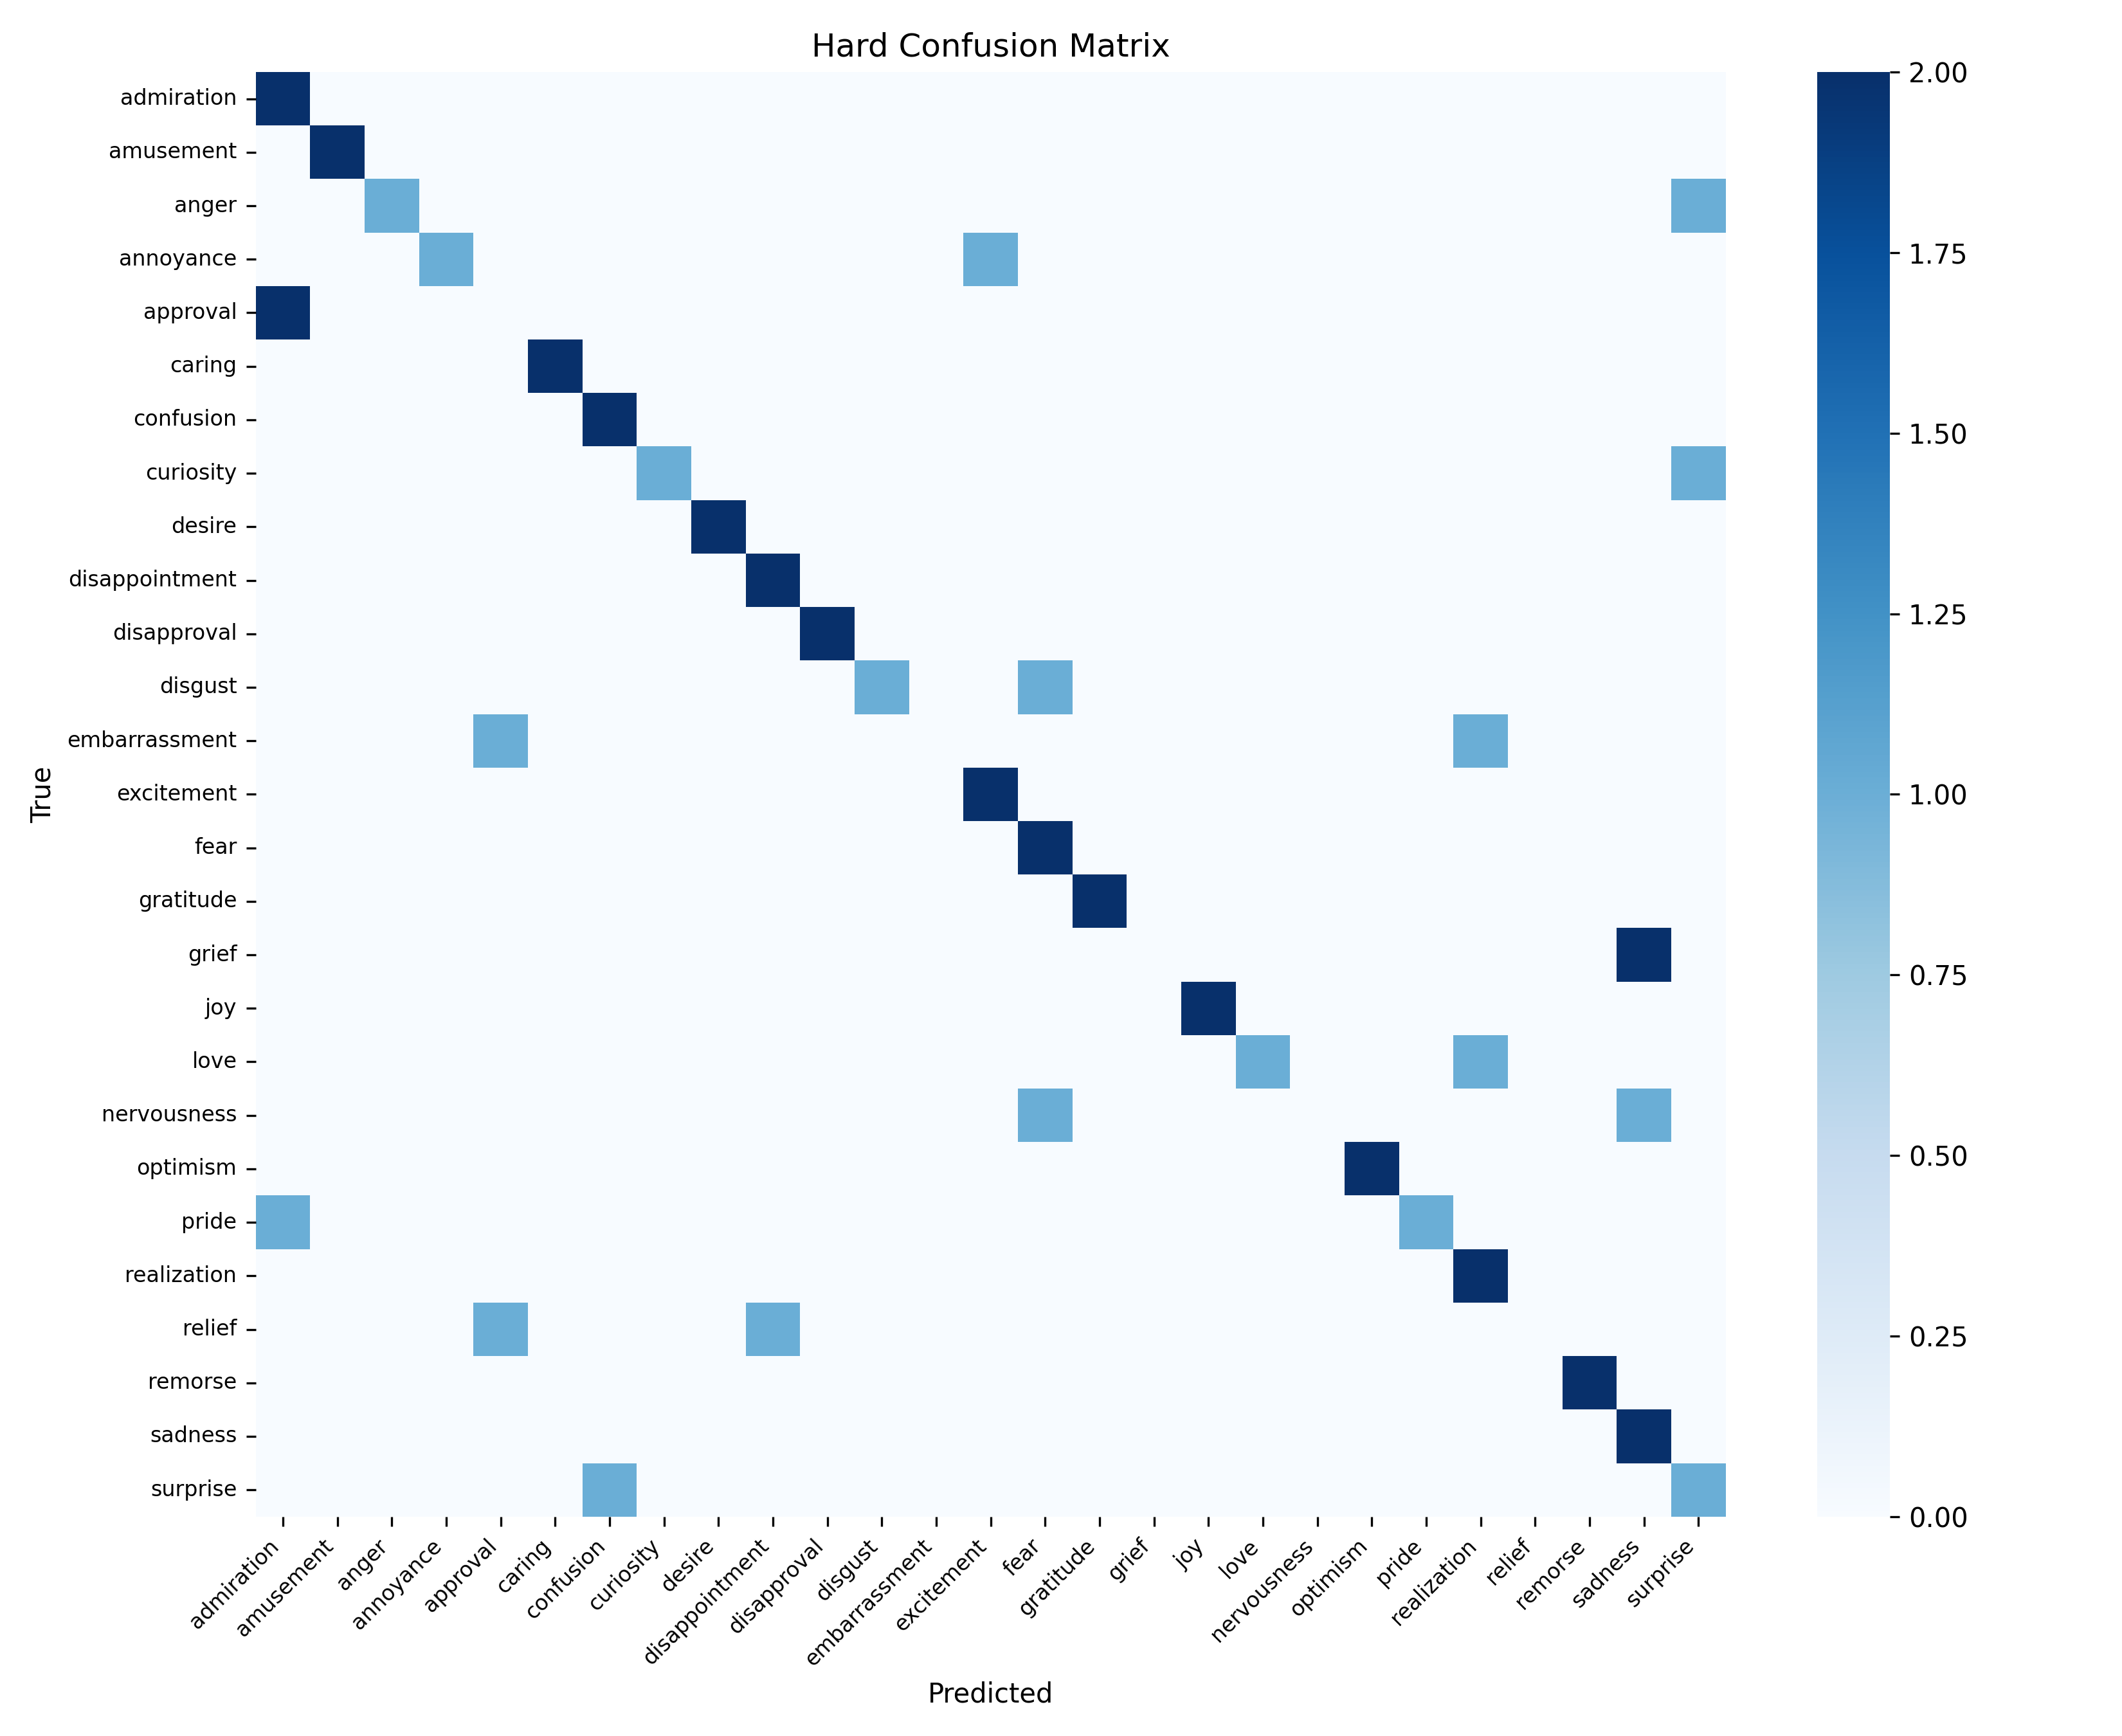 Hard Confusion Matrix
True
admiration
amusement
anger
annoyance
approval
caring
confusion
curiosity
desire
disappointment
disapproval
disgust
embarrassment
excitement
fear
gratitude
grief
joy
love
nervousness
optimism
pride
realization
relief
remorse
sadness
surprise
admiration
amusement
anger
annoyance
approval
caring
confusion
curiosity
desire
disappointment
disapproval
disgust
embarrassment
excitement
fear
gratitude
grief
joy
love
nervousness
optimism
pride
realization
relief
remorse
sadness
surprise
Predicted
2.00
1.75
1.50
1.25
1.00
0.75
0.50
0.25
0.00